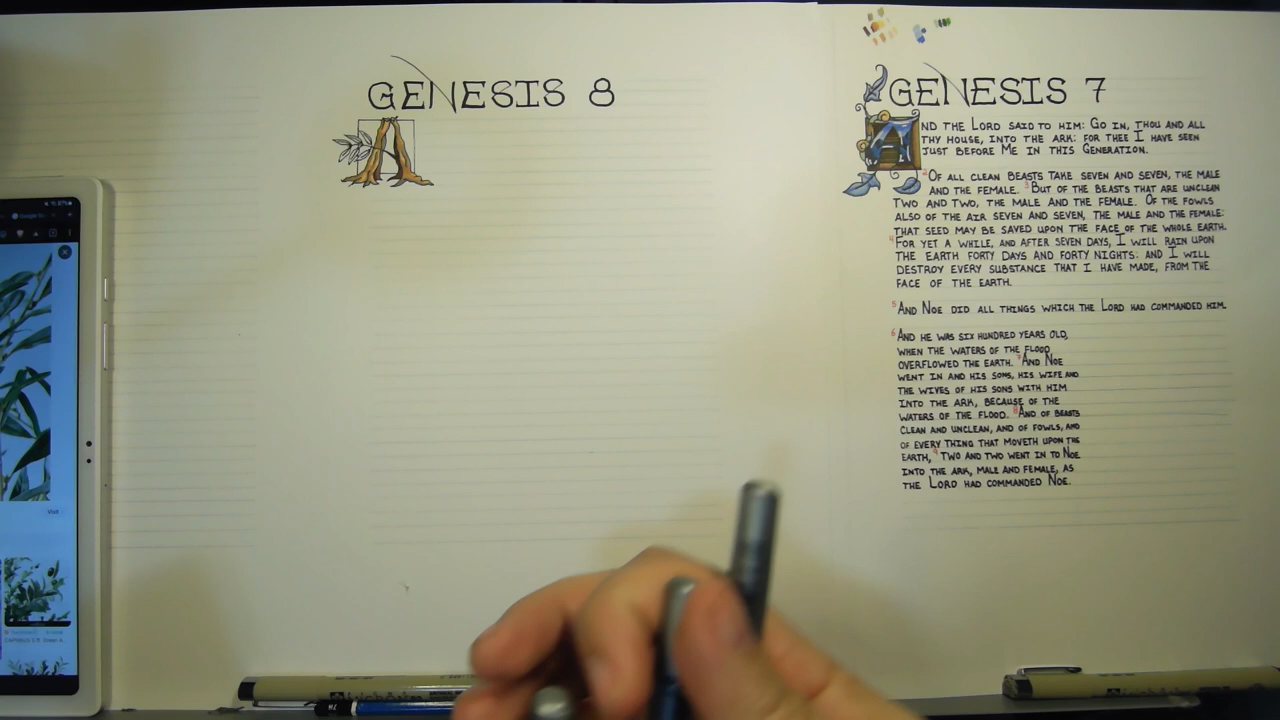 GENESIS 8
A
GENESIS 7
AND THE LORD SAID TO HIM: GO IN, THOU AND ALL
THY HOUSE, INTO THE ARK: FOR THEE I HAVE SEEN
JUST BEFORE ME IN THIS GENERATION.
2 OF ALL CLEAN BEASTS TAKE SEVEN AND SEVEN, THE MALE
AND THE FEMALE. 3 BUT OF THE BEASTS THAT ARE UNCLEAN
TWO AND TWO, THE MALE AND THE FEMALE. OF THE FOWLS
ALSO OF THE AIR SEVEN AND SEVEN, THE MALE AND THE FEMALE:
THAT SEED MAY BE SAVED UPON THE FACE OF THE WHOLE EARTH.
4 FOR YET A WHILE, AND AFTER SEVEN DAYS, I WILL RAIN UPON
THE EARTH FORTY DAYS AND FORTY NIGHTS: AND I WILL
DESTROY EVERY SUBSTANCE THAT I HAVE MADE, FROM THE
FACE OF THE EARTH.
5 AND NOE DID ALL THINGS WHICH THE LORD HAD COMMANDED HIM.
6 AND HE WAS SIX HUNDRED YEARS OLD,
WHEN THE WATERS OF THE FLOOD
OVERFLOWED THE EARTH. 7 AND NOE
WENT IN AND HIS SONS, HIS WIFE AND
THE WIVES OF HIS SONS WITH HIM
INTO THE ARK, BECAUSE OF THE
WATERS OF THE FLOOD. 8 AND OF BEASTS
CLEAN AND UNCLEAN, AND OF FOWLS, AND
OF EVERY THING THAT MOVETH UPON THE
EARTH, 9 TWO AND TWO WENT IN TO NOE
INTO THE ARK, MALE AND FEMALE, AS
THE LORD HAD COMMANDED NOE.
Visit